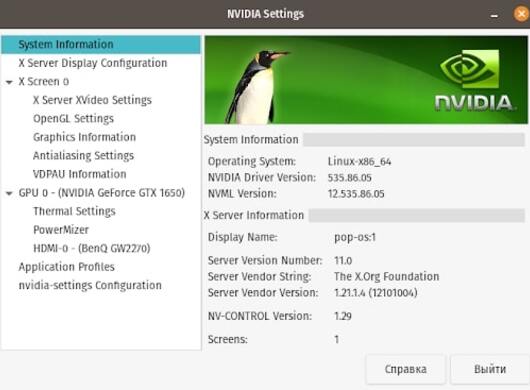 NVIDIA Settings
System Information
X Server Display Configuration
X Screen 0
X Server XVideo Settings
OpenGL Settings
Graphics Information
Antialiasing Settings
VDPAU Information
GPU 0 - (NVIDIA GeForce GTX 1650)
Thermal Settings
PowerMizer
HDMI-0 - (BenQ GW2270)
Application Profiles
nvidia-settings Configuration
NVIDIA.
System Information
Operating System: Linux-x86_64
NVIDIA Driver Version: 535.86.05
NVML Version: 12.535.86.05
X Server Information
Display Name: pop-os:1
Server Version Number: 11.0
Server Vendor String: The X.Org Foundation
Server Vendor Version: 1.21.1.4 (12101004)
NV-CONTROL Version: 1.29
Screens: 1
Справка Выйти